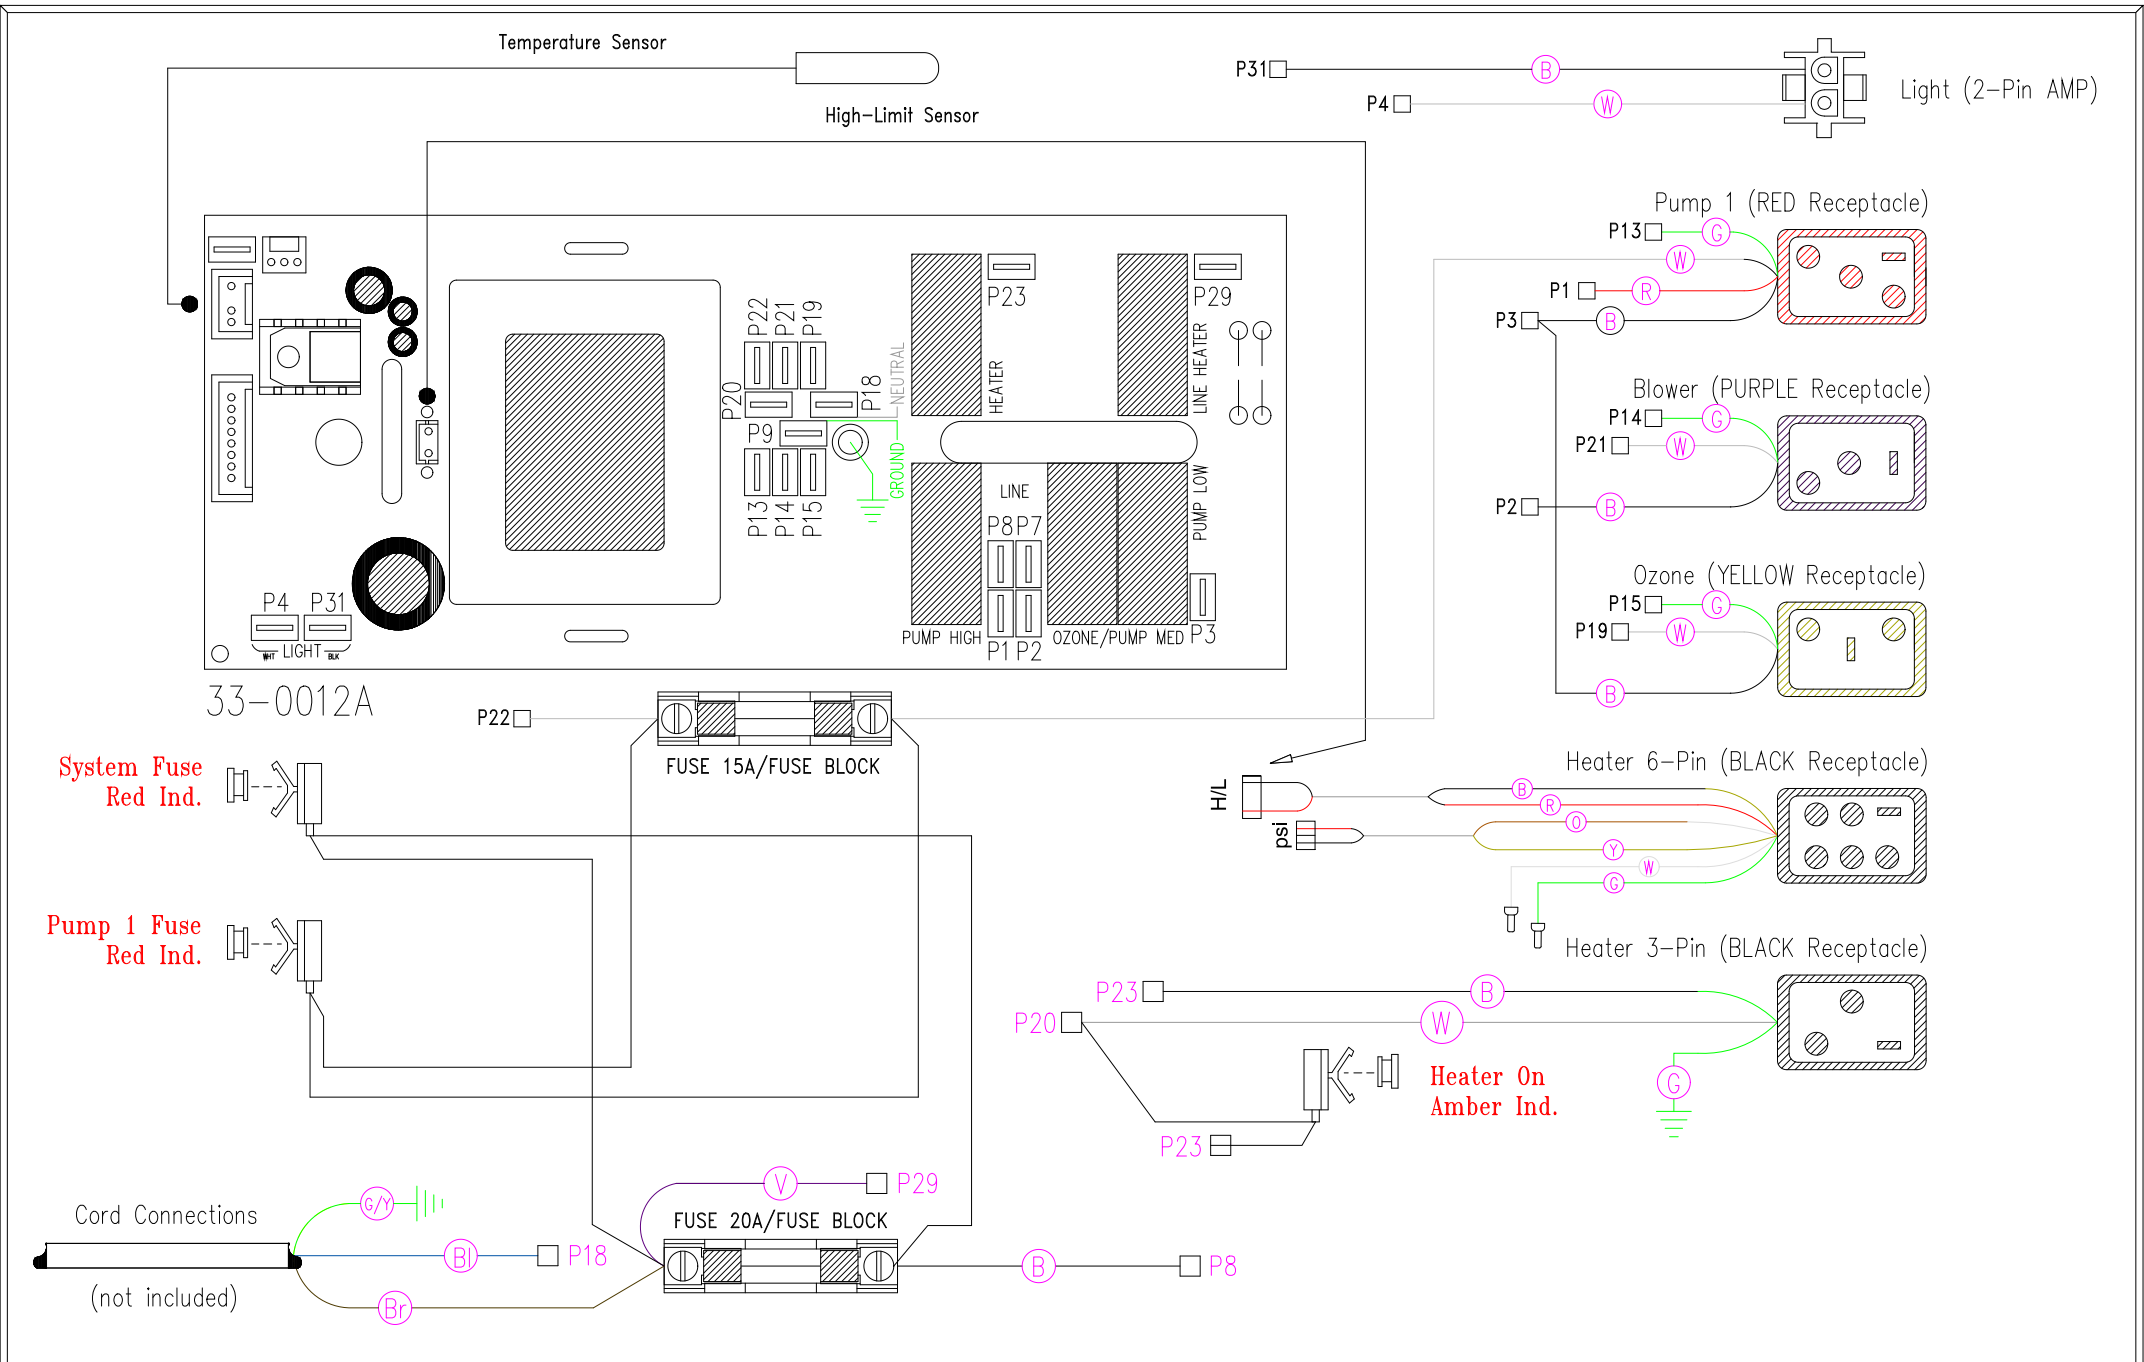 Temperature Sensor
High-Limit Sensor
P31
B
P4
W
Light (2-Pin AMP)
Pump 1 (RED Receptacle)
P13
G
W
P1
R
P3
B
Blower (PURPLE Receptacle)
P14
G
P21
W
P2
B
Ozone (YELLOW Receptacle)
P15
G
P19
W
B
P23
P29
P22
P21
P19
P20
P18
P9
P13
P14
P15
NEUTRAL
GROUND
HEATER
LINE HEATER
LINE
P8
P7
PUMP LOW
PUMP HIGH
P1
P2
OZONE/PUMP MED
P3
P4
P31
WHT
LIGHT
BLK
33-0012A
P22
FUSE 15A/FUSE BLOCK
System Fuse
Red Ind.
Pump 1 Fuse
Red Ind.
H/L
psi
Heater 6-Pin (BLACK Receptacle)
B
R
O
Y
W
G
Heater 3-Pin (BLACK Receptacle)
P23
B
P20
W
Heater On
Amber Ind.
G
P23
Cord Connections
(not included)
G/Y
Bl
P18
Br
V
P29
FUSE 20A/FUSE BLOCK
B
P8